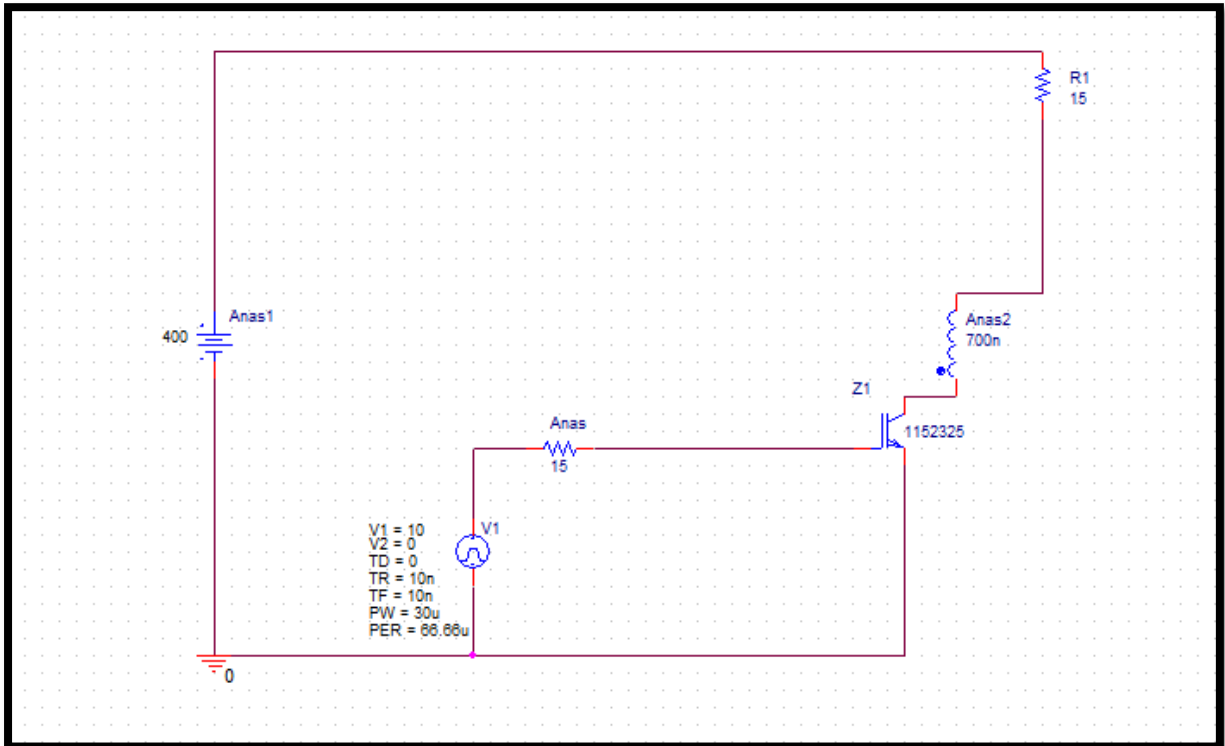 R1
15
Anas1
400
Anas2
700n
Z1
1152325
Anas
15
V1
V1 = 10
V2 = 0
TD = 0
TR = 10n
TF = 10n
PW = 30u
PER = 66.66u
0